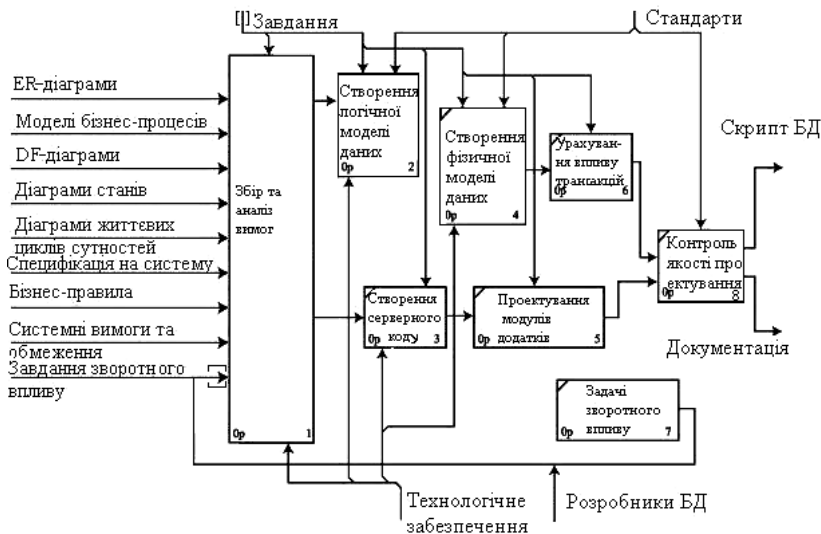 [ ] Завдання
Стандарти
ER-діаграми
Моделі бізнес-процесів
DF-діаграми
Діаграми станів
Діаграми життєвих
циклів сутностей
Специфікація на систему
Бізнес-правила
Системні вимоги та
обмеження
Завдання зворотного
впливу
Збір та
аналіз
вимог
0р 1
Створення
логічної
моделі
даних
0р 2
Створення
фізичної
моделі
даних
0р 4
Урахуван-
ня впливу
транзакцій
0р 6
Створення
серверного
коду
0р 3
Проектування
модулів
додатків
0р 5
Контроль
якості про
ектування
0р 8
Скрипт БД
Документація
Задачі
зворотного
впливу
0р 7
Технологічне
забезпечення
Розробники БД